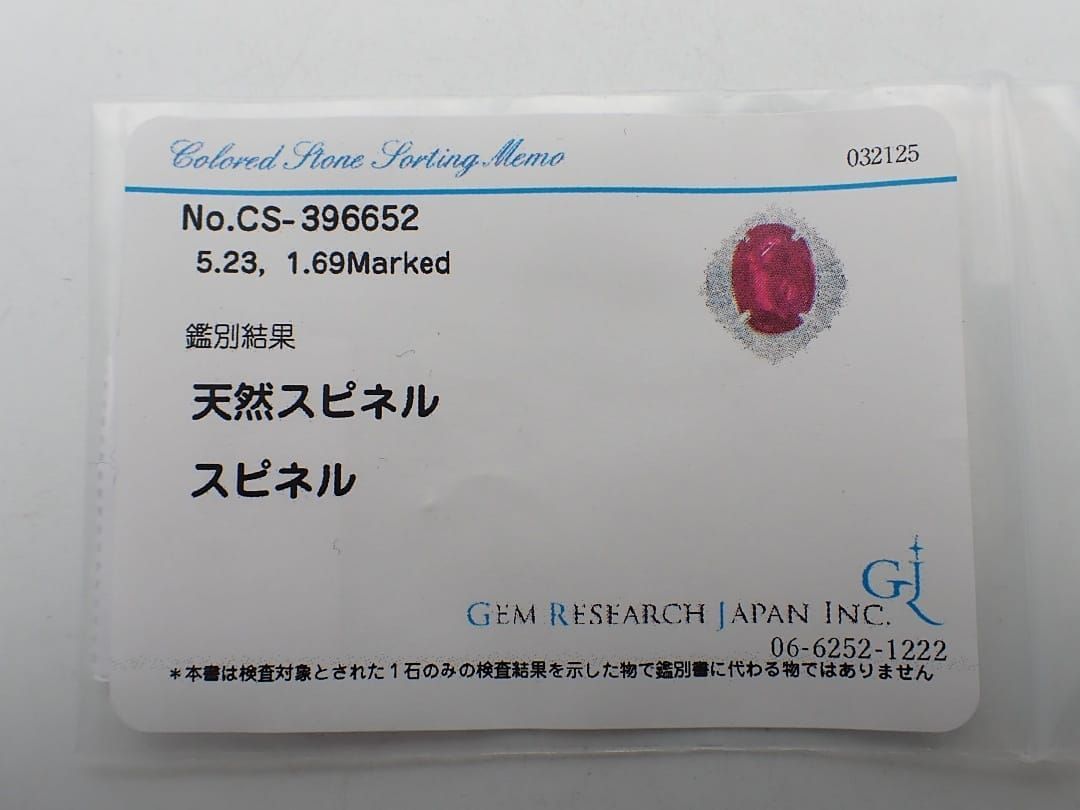 Colored Stone Sorting Memo
032125
No.CS-396652
5.23, 1.69Marked
鑑別結果
天然スピネル
スピネル
GJ
GEM RESEARCH JAPAN INC.
06-6252-1222
*本書は検査対象とされた1石のみの検査結果を示した物で鑑別書に代わる物ではありません